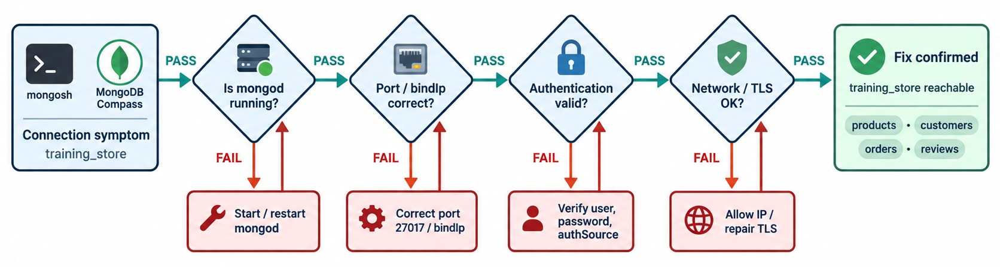 mongosh
MongoDB
Compass
Connection symptom
training_store
PASS
Is mongod
running?
FAIL
Start / restart
mongod
PASS
Port / bindIp
correct?
FAIL
Correct port
27017 / bindIp
PASS
Authentication
valid?
FAIL
Verify user,
password,
authSource
PASS
Network / TLS
OK?
FAIL
Allow IP /
repair TLS
PASS
Fix confirmed
training_store reachable
products • customers
orders • reviews